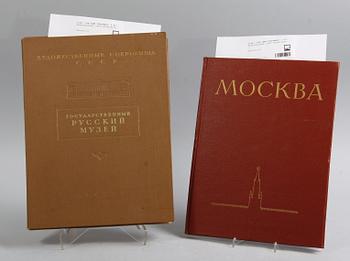 ХУДОЖЕСТВЕННЫЕ СОКРОВИЩА
СССР
ГОСУДАРСТВЕННЫЙ
РУССКИЙ
МУЗЕЙ
МОСКВА